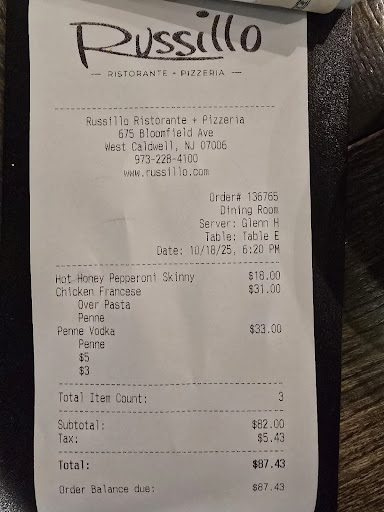 Russillo
— RISTORANTE + PIZZERIA —
Russillo Ristorante + Pizzeria
675 Bloomfield Ave
West Caldwell, NJ 07006
973-228-4100
www.russillo.com
Order# 136765
Dining Room
Server: Glenn H
Table: Table E
Date: 10/18/25, 6:20 PM
Hot Honey Pepperoni Skinny $18.00
Chicken Francese $31.00
Over Pasta
Penne
Penne Vodka $33.00
Penne
$5
$3
Total Item Count: 3
Subtotal: $82.00
Tax: $5.43
Total: $87.43
Order Balance due: $87.43